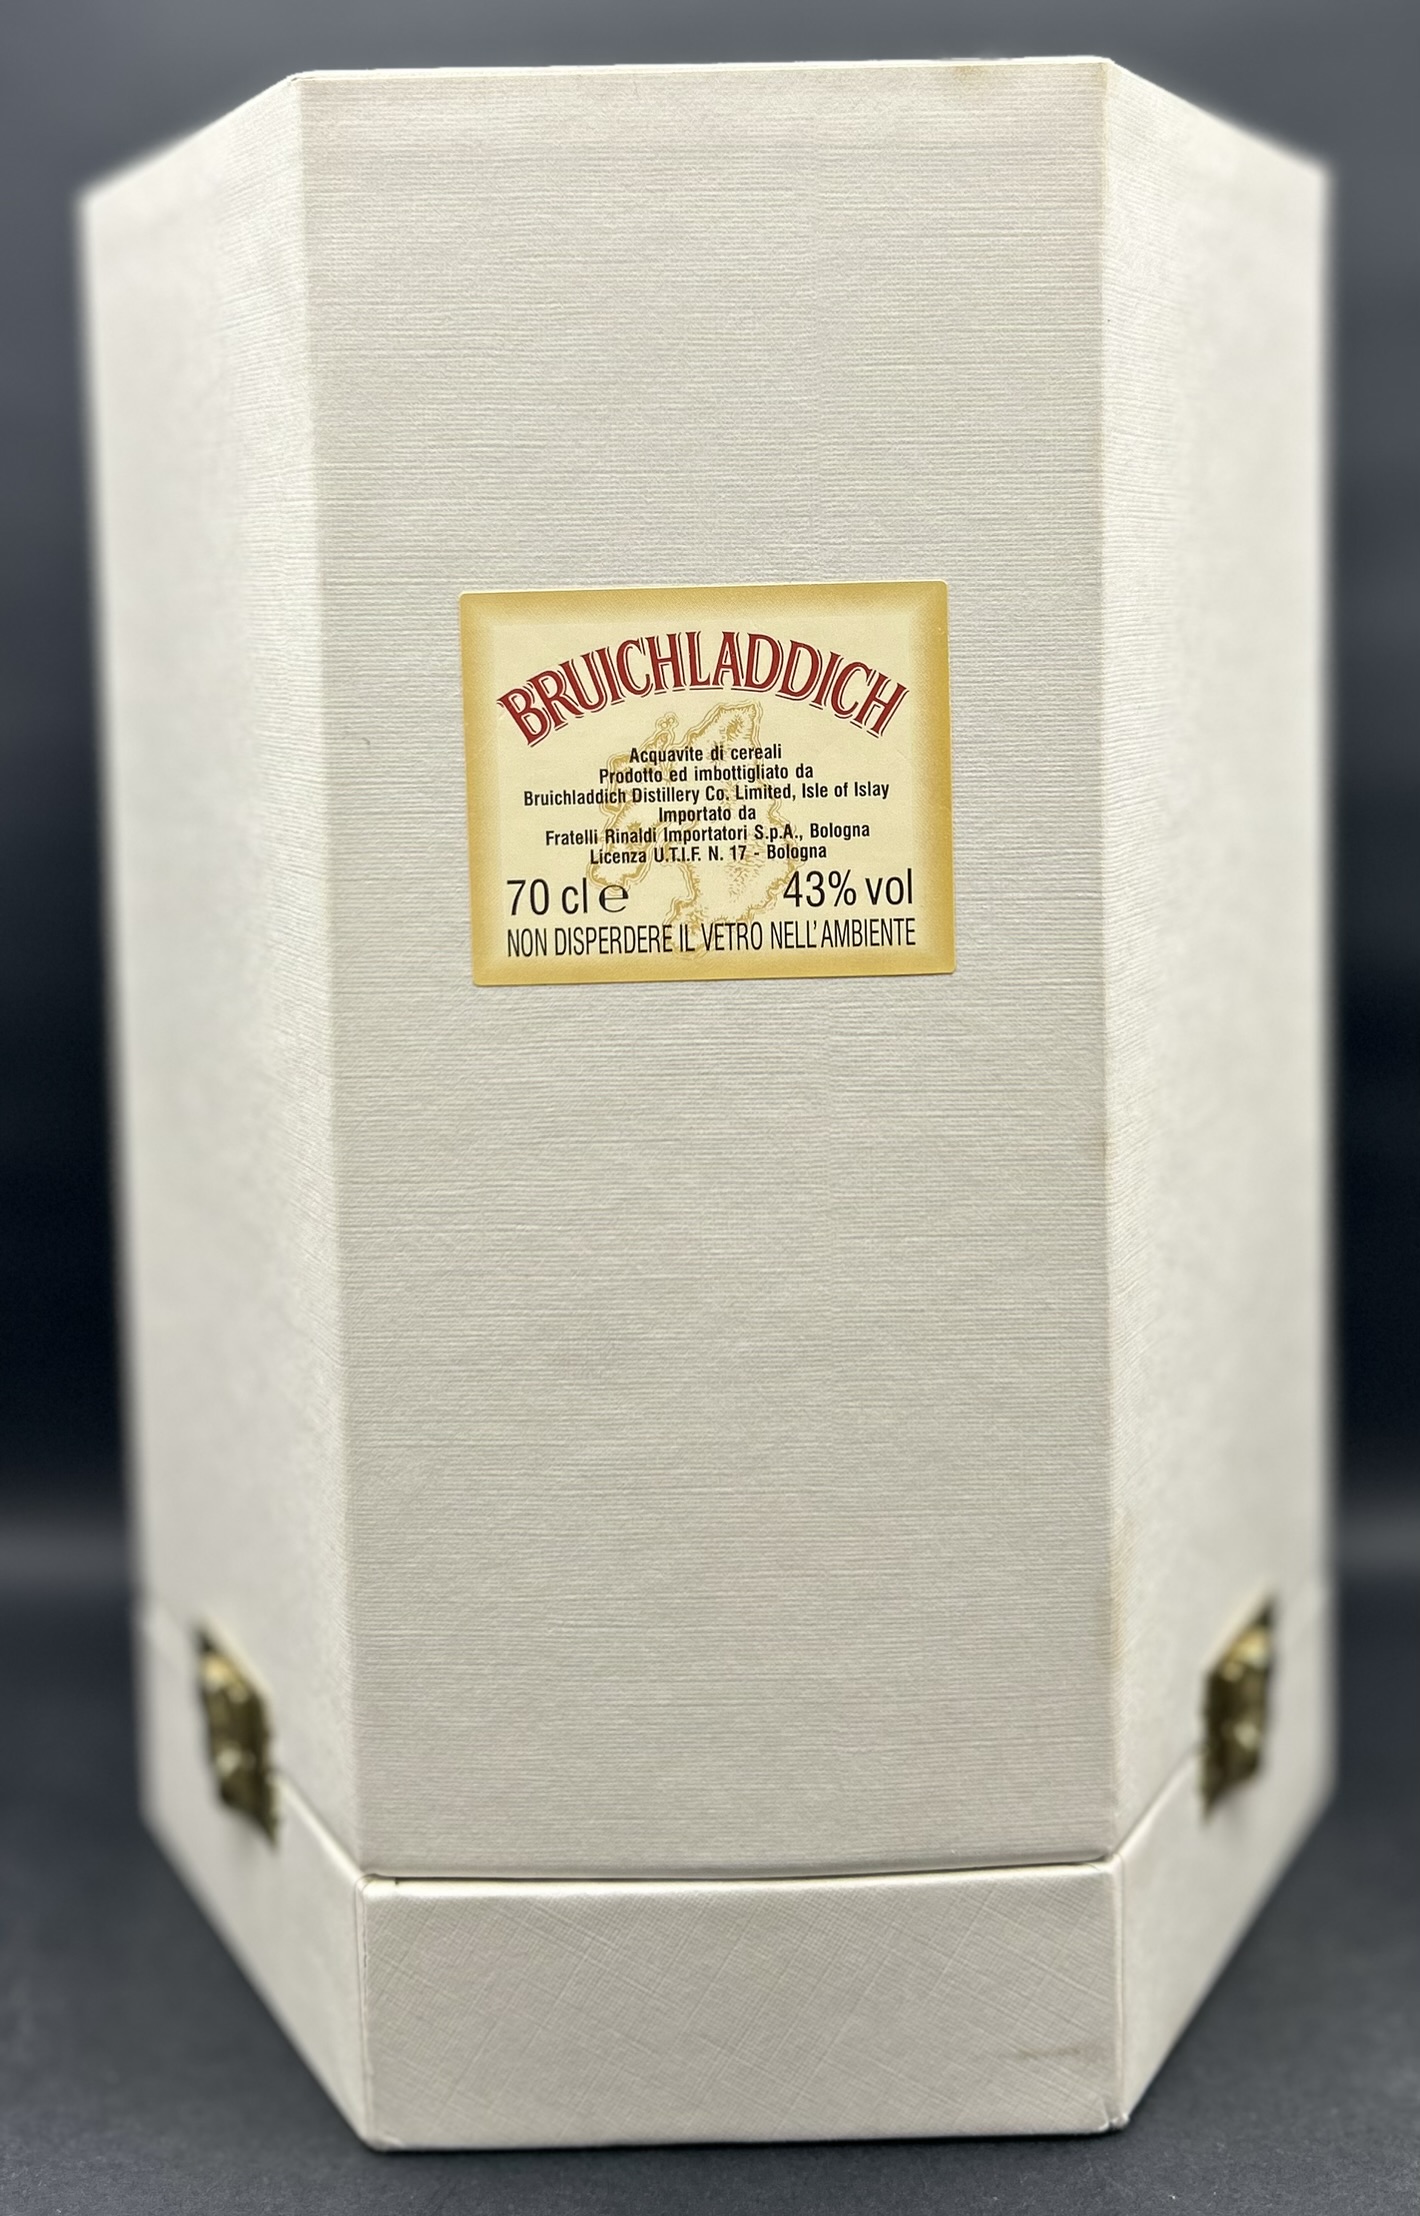 BRUICHLADDICH
Acquavite di cereali
Prodotto ed imbottigliato da
Bruichladdich Distillery Co. Limited, Isle of Islay
Importato da
Fratelli Rinaldi Importatori S.p.A., Bologna
Licenza U.T.I.F. N. 17 - Bologna
70 cl ℮ 43% vol
NON DISPERDERE IL VETRO NELL'AMBIENTE